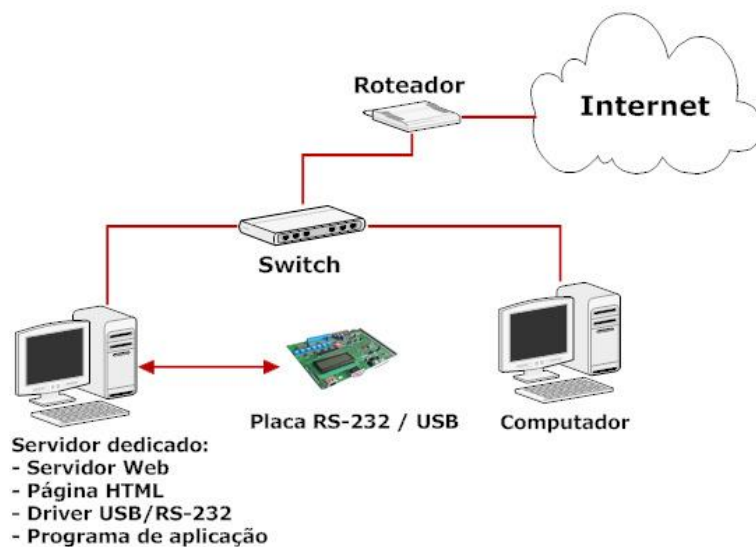 Roteador
Internet
Switch
Placa RS-232 / USB
Computador
Servidor dedicado:
- Servidor Web
- Página HTML
- Driver USB/RS-232
- Programa de aplicação